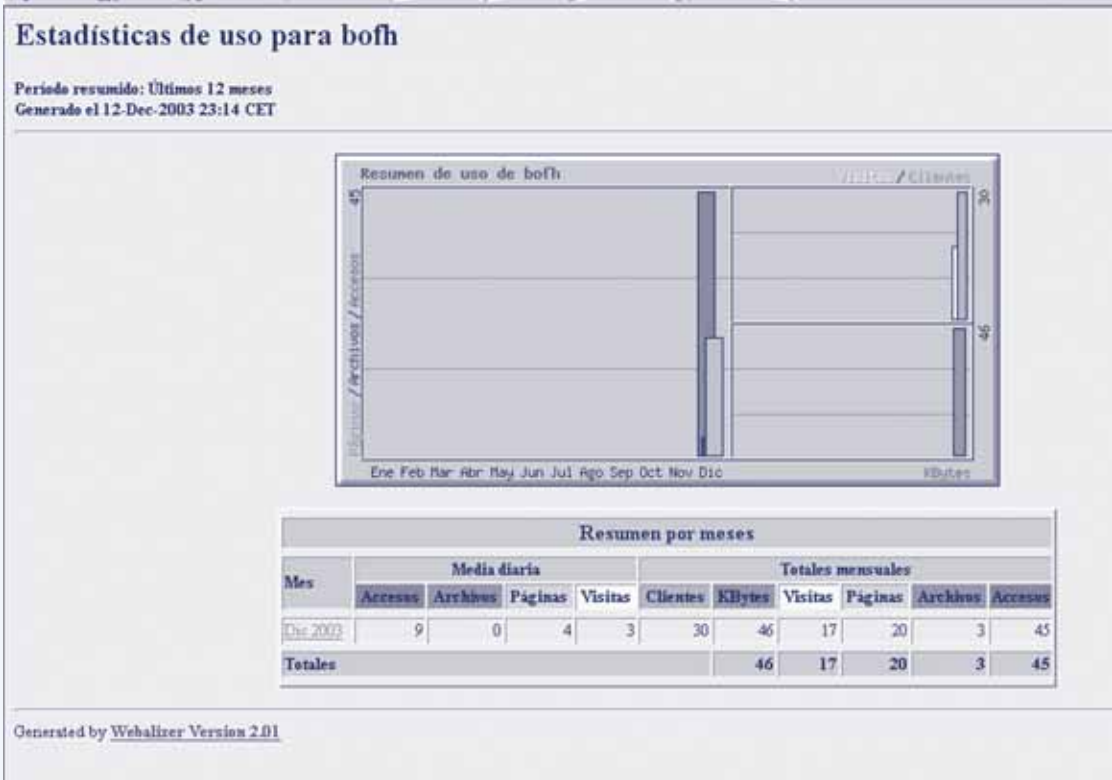 Estadísticas de uso para bofh
Período resumido: Últimos 12 meses
Generado el 12-Dec-2003 23:14 CET
Resumen de uso de bofh
/Clientes
45
30
/Archivos/Accesos
46
Ene Feb Mar Abr May Jun Jul Ago Sep Oct Nov Dic
KBytes
Resumen por meses
Mes Media diaria Totales mensuales
Accesos Archivos Páginas Visitas Clientes KBytes Visitas Páginas Archivos Accesos
Dic 2003 9 0 4 3 30 46 17 20 3 45
Totales 46 17 20 3 45
Generated by Webalizer Version 2.01